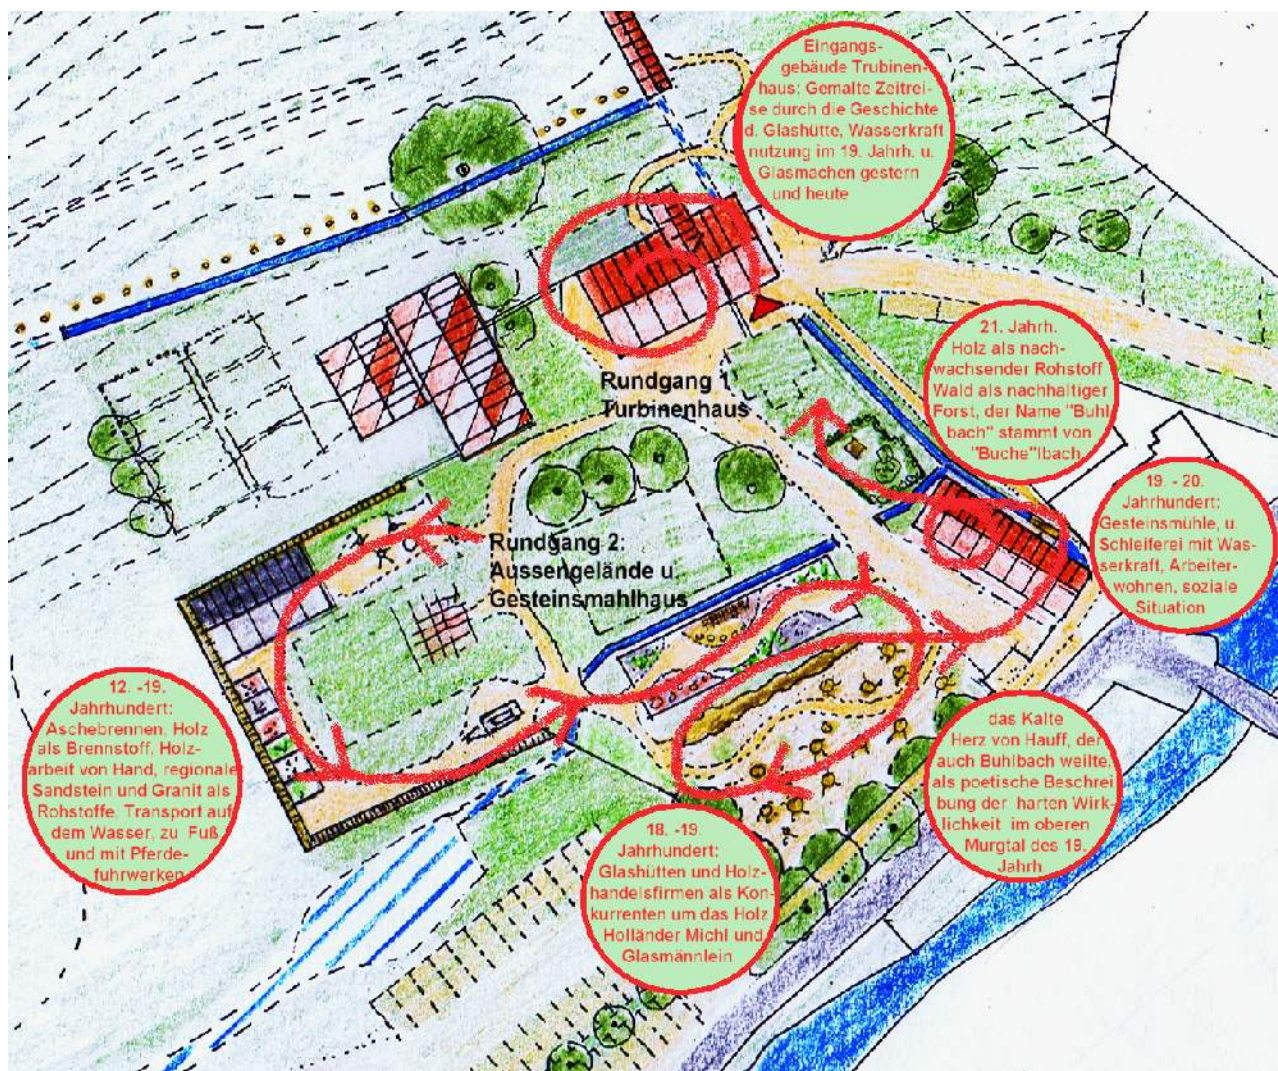 Eingangs-
gebäude Trubinen-
haus: Gemalte Zeitrei-
se durch die Geschichte
d. Glashütte, Wasserkraft
nutzung im 19. Jahrh. u.
Glasmachen gestern
und heute
21. Jahrh.
Holz als nach-
wachsender Rohstoff
Wald als nachhaltiger
Forst, der Name "Buhl
bach" stammt von
"Buche"lbach
Rundgang 1
Turbinenhaus
19. - 20.
Jahrhundert:
Gesteinsmühle, u.
Schleiferei mit Was-
serkraft, Arbeiter-
wohnen, soziale
Situation
Rundgang 2:
Aussengelände u.
Gesteinsmahlhaus
12. -19.
Jahrhundert:
Aschebrennen, Holz
als Brennstoff, Holz-
arbeit von Hand, regionale
Sandstein und Granit als
Rohstoffe, Transport auf
dem Wasser, zu Fuß
und mit Pferde-
fuhrwerken
das Kalte
Herz von Hauff, der
auch Buhlbach weilte,
als poetische Beschrei
bung der harten Wirk-
lichkeit im oberen
Murgtal des 19.
Jahrh.
18. -19.
Jahrhundert:
Glashütten und Holz-
handelsfirmen als Kon-
kurrenten um das Holz
Holländer Michl und
Glasmännlein